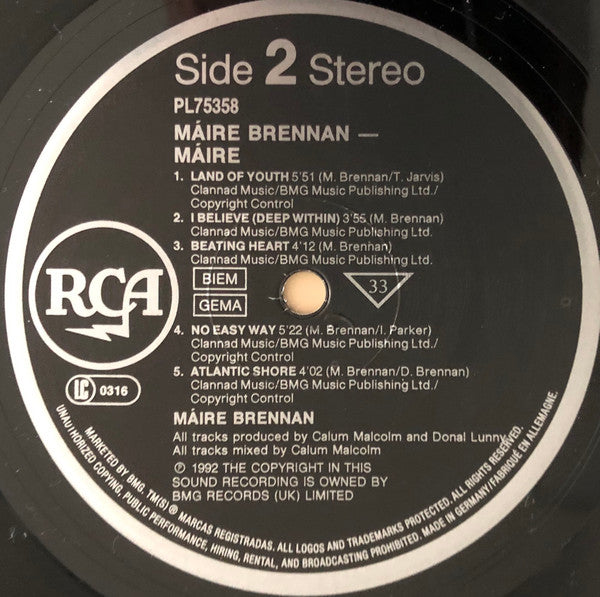 Side 2 Stereo
PL75358
MÁIRE BRENNAN —
MÁIRE
1. LAND OF YOUTH 5'51 (M. Brennan/T. Jarvis)
Clannad Music/BMG Music Publishing Ltd./
Copyright Control
2. I BELIEVE (DEEP WITHIN) 3'55 (M. Brennan)
Clannad Music/BMG Music Publishing Ltd.
3. BEATING HEART 4'12 (M. Brennan)
Clannad Music/BMG Music Publishing Ltd.
RCA
BIEM
GEMA
33
4. NO EASY WAY 5'22 (M. Brennan/I. Parker)
Clannad Music/BMG Music Publishing Ltd./
Copyright Control
5. ATLANTIC SHORE 4'02 (M. Brennan/D. Brennan)
Clannad Music/BMG Music Publishing Ltd./
Copyright Control
LC 0316
MÁIRE BRENNAN
All tracks produced by Calum Malcolm and Donal Lunny
All tracks mixed by Calum Malcolm
Ⓟ 1992 THE COPYRIGHT IN THIS
SOUND RECORDING IS OWNED BY
BMG RECORDS (UK) LIMITED
MARKETED BY BMG. TM(S) ® MARCAS REGISTRADAS. ALL LOGOS AND TRADEMARKS PROTECTED. ALL RIGHTS RESERVED.
UNAUTHORIZED COPYING, PUBLIC PERFORMANCE, HIRING, RENTAL, AND BROADCASTING PROHIBITED. MADE IN GERMANY/FABRIQUÉ EN ALLEMAGNE.